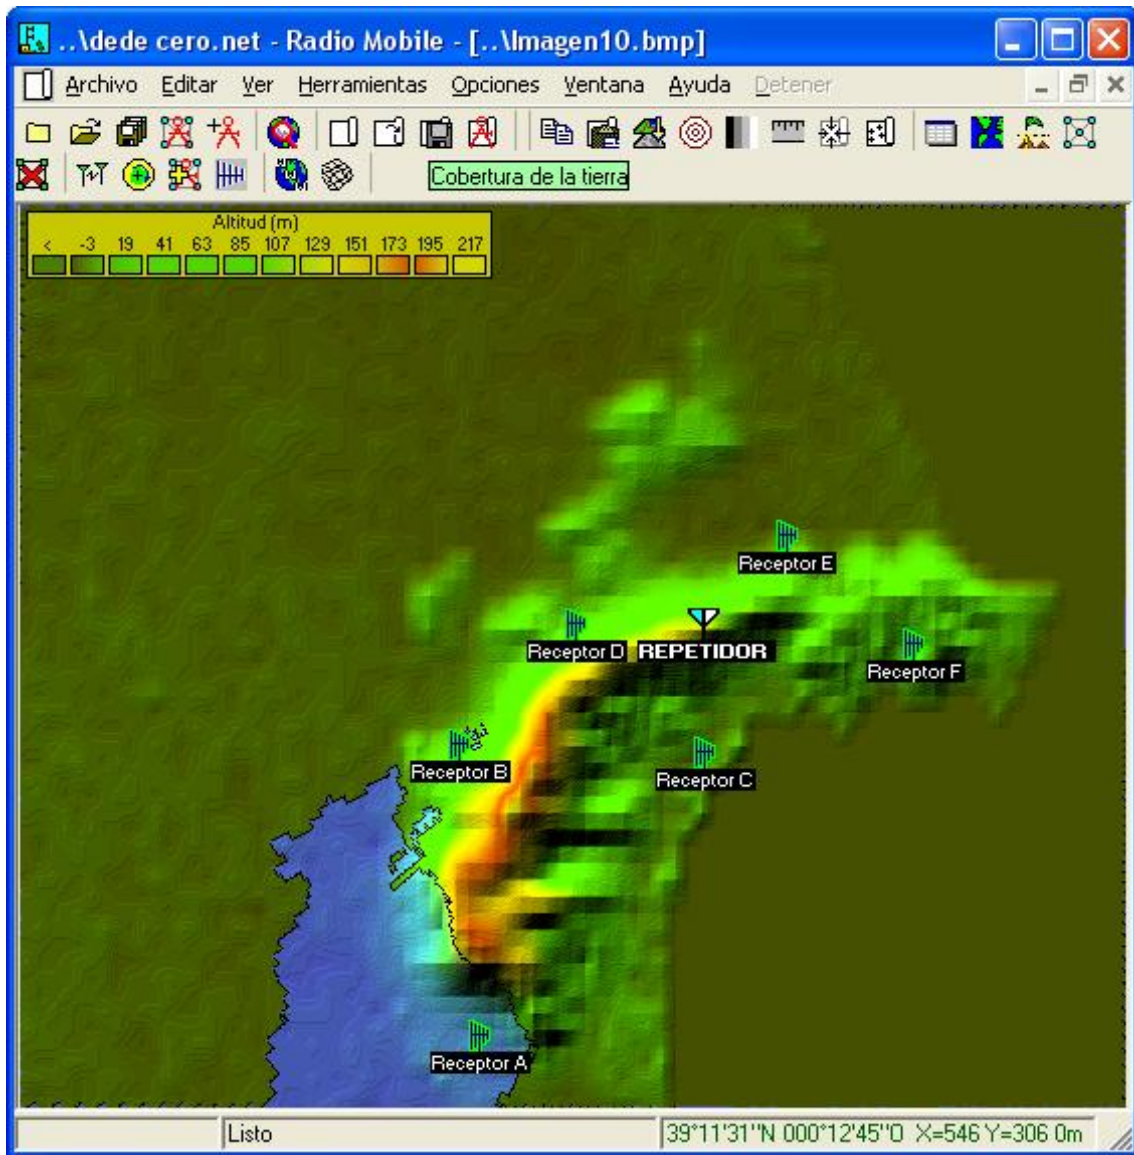 ..\dede cero.net - Radio Mobile - [..\Imagen10.bmp]
Archivo Editar Ver Herramientas Opciones Ventana Ayuda Detener
Cobertura de la tierra
Altitud (m)
< -3 19 41 63 85 107 129 151 173 195 217
Receptor E
Receptor D REPETIDOR
Receptor F
Receptor B
Receptor C
Receptor A
Listo 39°11'31"N 000°12'45"O X=546 Y=306 0m